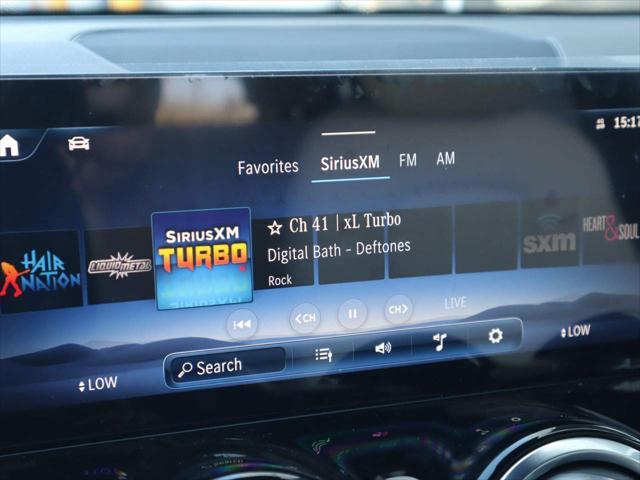 15:17
Favorites SiriusXM FM AM
HAIR NATION
LIQUID METAL
SIRIUSXM TURBO
☆ Ch 41 | xL Turbo
Digital Bath - Deftones
Rock
sxm
HEART & SOUL
<CH CH> LIVE
Search
LOW
LOW